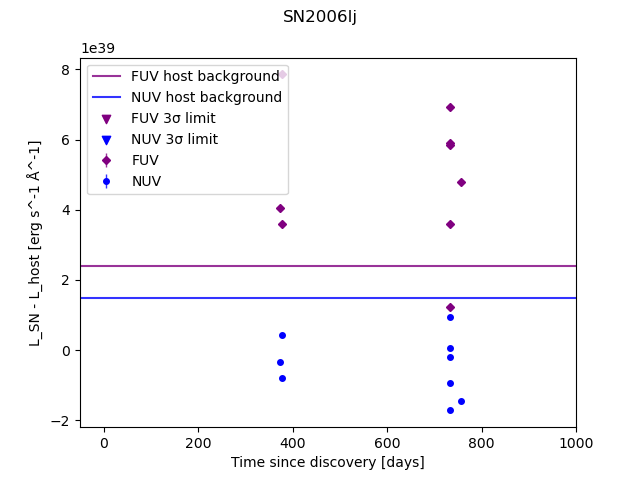 SN2006lj
1e39
8
6
4
2
0
−2
L_SN - L_host [erg s^-1 Å^-1]
FUV host background
NUV host background
FUV 3σ limit
NUV 3σ limit
FUV
NUV
0 200 400 600 800 1000
Time since discovery [days]